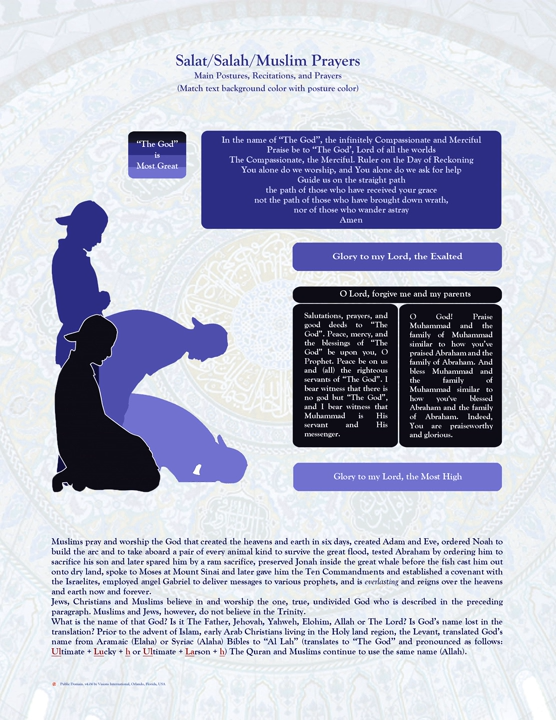 Salat/Salah/Muslim Prayers
Main Postures, Recitations, and Prayers
(Match text background color with posture color)
"The God"
is
Most Great
In the name of "The God", the infinitely Compassionate and Merciful
Praise be to "The God', Lord of all the worlds
The Compassionate, the Merciful. Ruler on the Day of Reckoning
You alone do we worship, and You alone do we ask for help
Guide us on the straight path
the path of those who have received your grace
not the path of those who have brought down wrath,
nor of those who wander astray
Amen
Glory to my Lord, the Exalted
O Lord, forgive me and my parents
Salutations, prayers, and
good deeds to "The
God". Peace, mercy, and
the blessings of "The
God" be upon you, O
Prophet. Peace be on us
and (all) the righteous
servants of "The God". I
bear witness that there is
no god but "The God",
and I bear witness that
Muhammad is His
servant and His
messenger.
O God! Praise
Muhammad and the
family of Muhammad
similar to how you've
praised Abraham and the
family of Abraham. And
bless Muhammad and
the family of
Muhammad similar to
how you've blessed
Abraham and the family
of Abraham. Indeed,
You are praiseworthy
and glorious.
Glory to my Lord, the Most High
Muslims pray and worship the God that created the heavens and earth in six days, created Adam and Eve, ordered Noah to
build the arc and to take aboard a pair of every animal kind to survive the great flood, tested Abraham by ordering him to
sacrifice his son and later spared him by a ram sacrifice, preserved Jonah inside the great whale before the fish cast him out
onto dry land, spoke to Moses at Mount Sinai and later gave him the Ten Commandments and established a covenant with
the Israelites, employed angel Gabriel to deliver messages to various prophets, and is everlasting and reigns over the heavens
and earth now and forever.
Jews, Christians and Muslims believe in and worship the one, true, undivided God who is described in the preceding
paragraph. Muslims and Jews, however, do not believe in the Trinity.
What is the name of that God? Is it The Father, Jehovah, Yahweh, Elohim, Allah or The Lord? Is God's name lost in the
translation? Prior to the advent of Islam, early Arab Christians living in the Holy land region, the Levant, translated God's
name from Aramaic (Elaha) or Syriac (Alaha) Bibles to "Al Lah" (translates to "The God" and pronounced as follows:
Ultimate + Lucky + h or Ultimate + Larson + h) The Quran and Muslims continue to use the same name (Allah).
Public Domain,
International, Orlando, Florida, USA